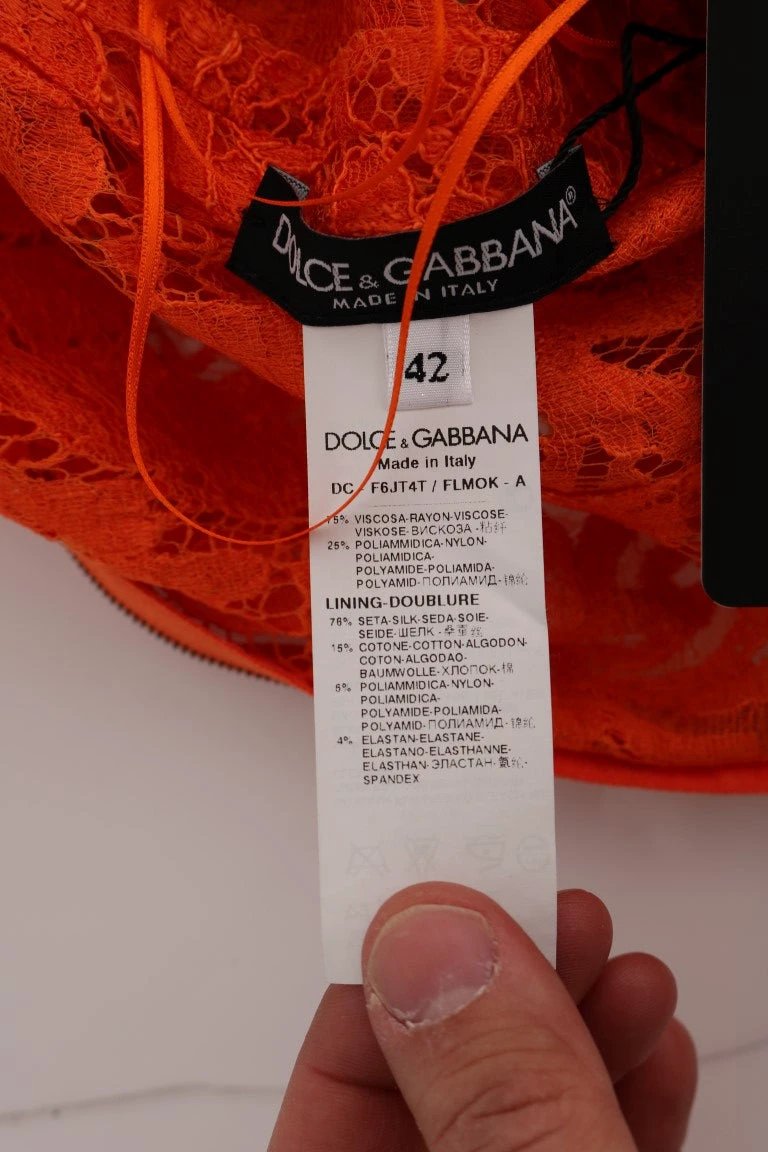 DOLCE & GABBANA®
MADE IN ITALY
42
DOLCE & GABBANA
Made in Italy
DC - F6JT4T / FLMOK - A
75% VISCOSA-RAYON-VISCOSE-
VISKOSE-ВИСКОЗА -粘纤
25% POLIAMMIDICA-NYLON-
POLIAMIDICA-
POLYAMIDE-POLIAMIDA-
POLYAMID-ПОЛИАМИД-锦纶
LINING-DOUBLURE
76% SETA-SILK-SEDA-SOIE-
SEIDE-ШЕЛК -桑蚕丝
15% COTONE-COTTON-ALGODON-
COTON-ALGODAO-
BAUMWOLLE-ХЛОПОК-棉
5% POLIAMMIDICA-NYLON-
POLIAMIDICA-
POLYAMIDE-POLIAMIDA-
POLYAMID-ПОЛИАМИД-锦纶
4% ELASTAN-ELASTANE-
ELASTANO-ELASTHANNE-
ELASTHAN-ЭЛАСТАН-氨纶-
SPANDEX